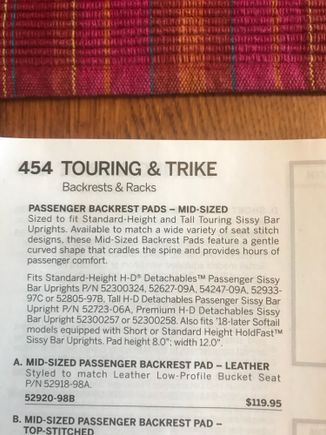 454 TOURING & TRIKE
Backrests & Racks
PASSENGER BACKREST PADS – MID-SIZED
Sized to fit Standard-Height and Tall Touring Sissy Bar
Uprights. Available to match a wide variety of seat stitch
designs, these Mid-Sized Backrest Pads feature a gentle
curved shape that cradles the spine and provides hours of
passenger comfort.
Fits Standard-Height H-D® Detachables™ Passenger Sissy
Bar Uprights P/N 52300324, 52627-09A, 54247-09A, 52933-
97C or 52805-97B, Tall H-D Detachables Passenger Sissy Bar
Upright P/N 52723-06A, Premium H-D Detachables Sissy
Bar Upright 52300257 or 52300258. Also fits '18-later Softail
models equipped with Short or Standard Height HoldFast™
Sissy Bar Uprights. Pad height 8.0"; width 12.0".
A. MID-SIZED PASSENGER BACKREST PAD – LEATHER
Styled to match Leather Low-Profile Bucket Seat
P/N 52918-98A.
52920-98B $119.95
B. MID-SIZED PASSENGER BACKREST PAD –
TOP-STITCHED